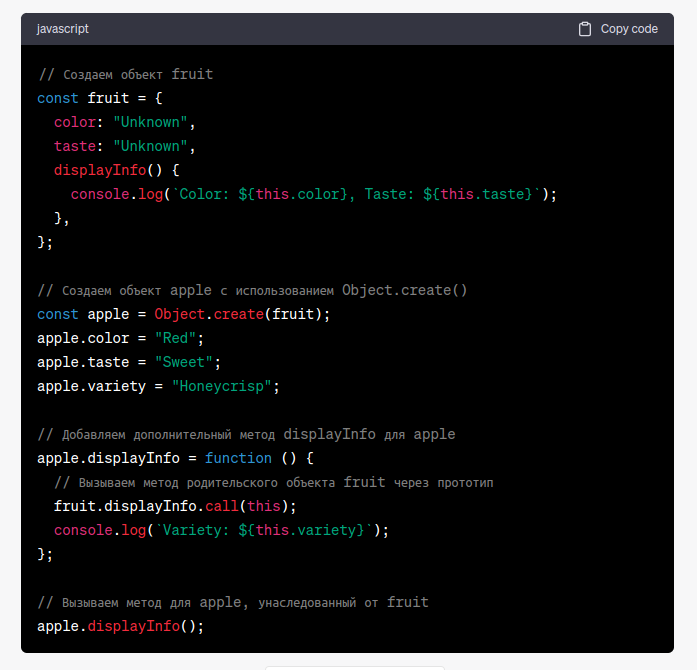 javascript
Copy code
// Создаем объект fruit
const fruit = {
  color: "Unknown",
  taste: "Unknown",
  displayInfo() {
    console.log(`Color: ${this.color}, Taste: ${this.taste}`);
  },
};

// Создаем объект apple с использованием Object.create()
const apple = Object.create(fruit);
apple.color = "Red";
apple.taste = "Sweet";
apple.variety = "Honeycrisp";

// Добавляем дополнительный метод displayInfo для apple
apple.displayInfo = function () {
  // Вызываем метод родительского объекта fruit через прототип
  fruit.displayInfo.call(this);
  console.log(`Variety: ${this.variety}`);
};

// Вызываем метод для apple, унаследованный от fruit
apple.displayInfo();